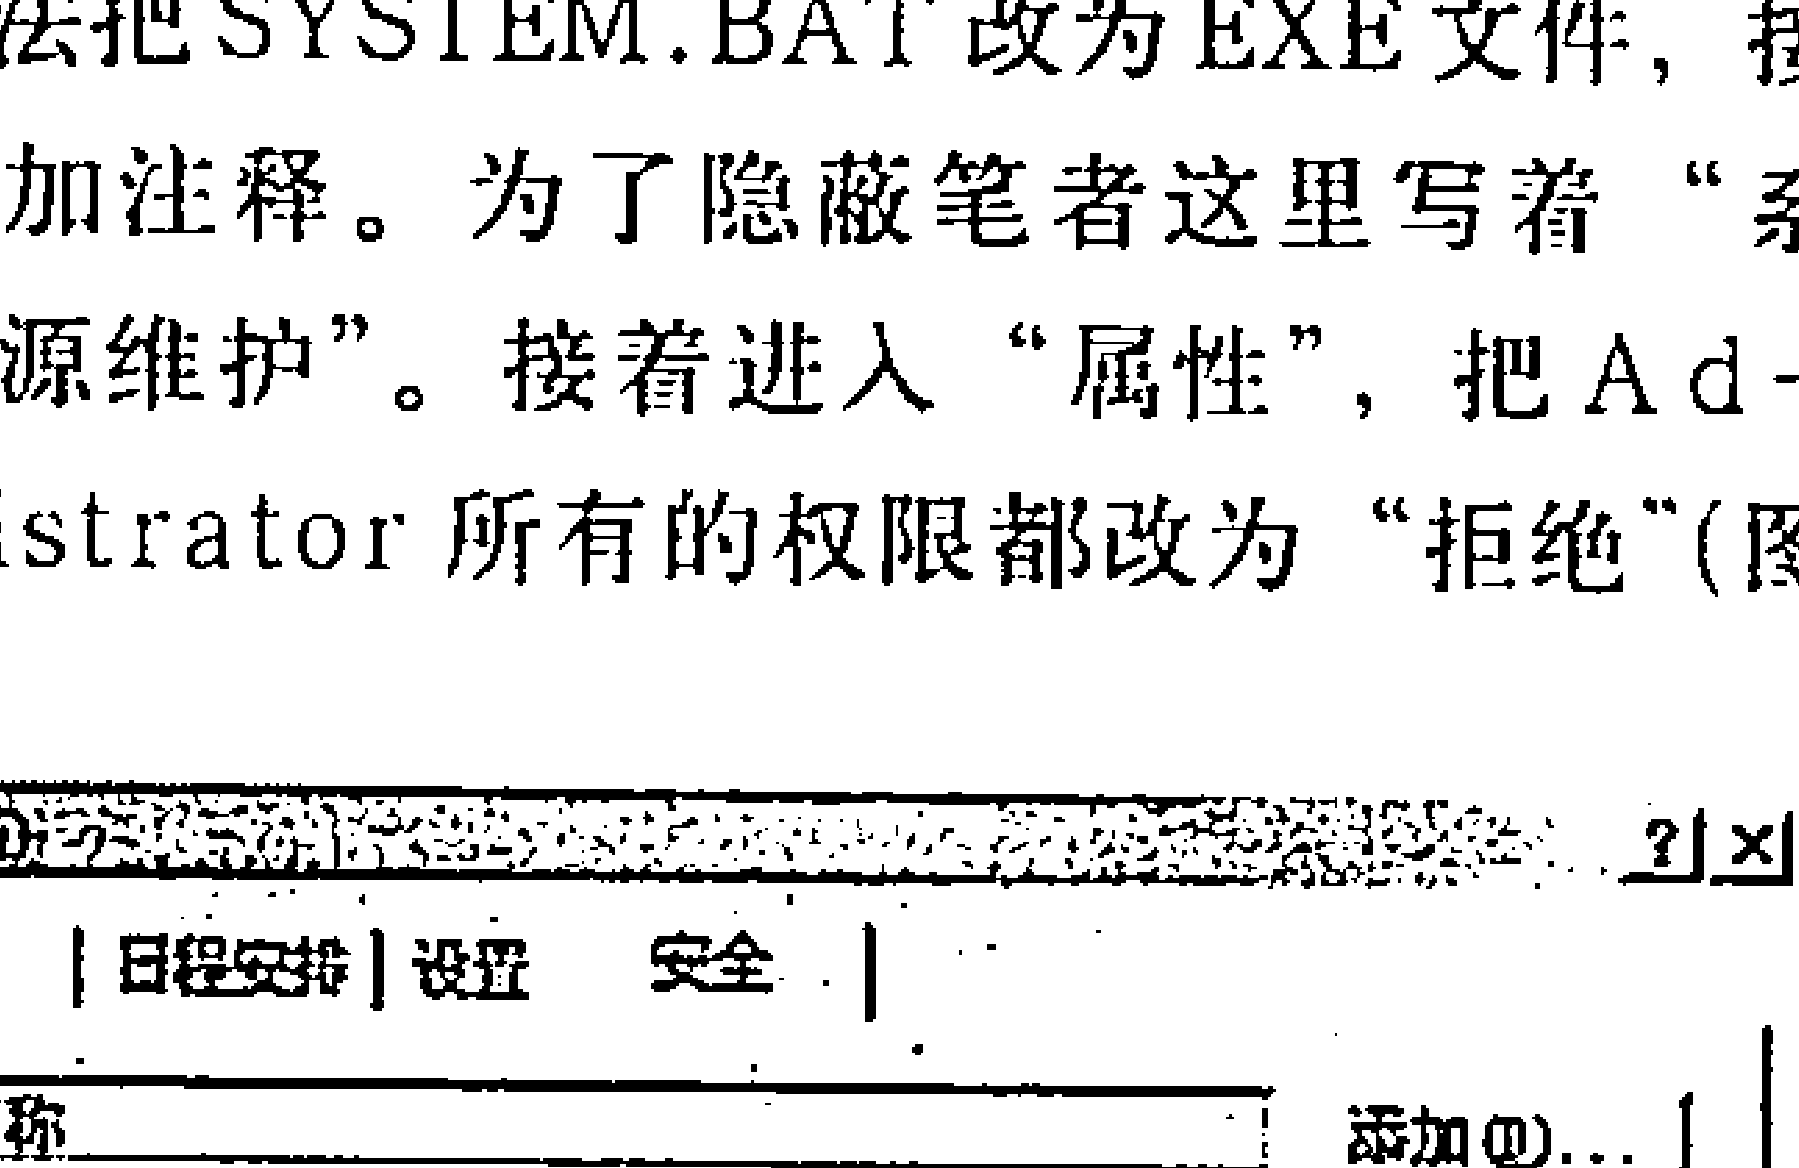 法把SYSTEM.BAT改为EXE文件，接
加注释。为了隐蔽笔者这里写着“系
源维护”。接着进入“属性”，把Ad-
istrator所有的权限都改为“拒绝”(图
? ×
日程安排 设置 安全
称 添加(D)...